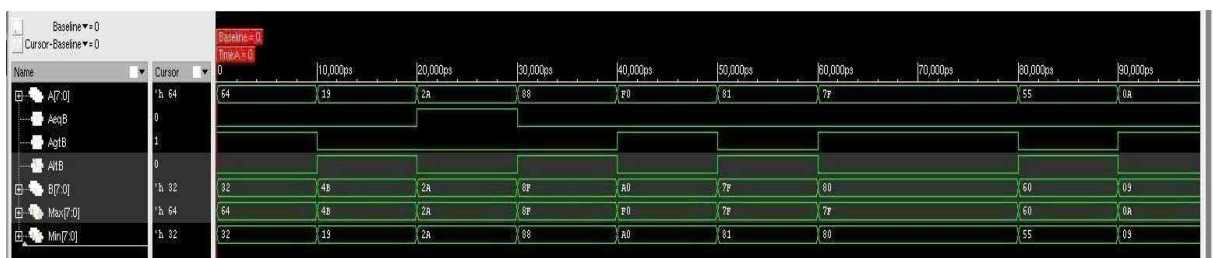 Baseline▼=0
Cursor-Baseline▼=0
Baseline = 0
TimeA = 0
Name Cursor 0 10,000ps 20,000ps 30,000ps 40,000ps 50,000ps 60,000ps 70,000ps 80,000ps 90,000ps
A[7:0] 'h 64 64 19 2A 88 F0 81 7F 55 0A
AeqB 0
AgtB 1
AltB 0
B[7:0] 'h 32 32 4B 2A 8F A0 7F 80 60 09
Max[7:0] 'h 64 64 4B 2A 8F F0 7F 7F 60 0A
Min[7:0] 'h 32 32 19 2A 88 A0 81 80 55 09